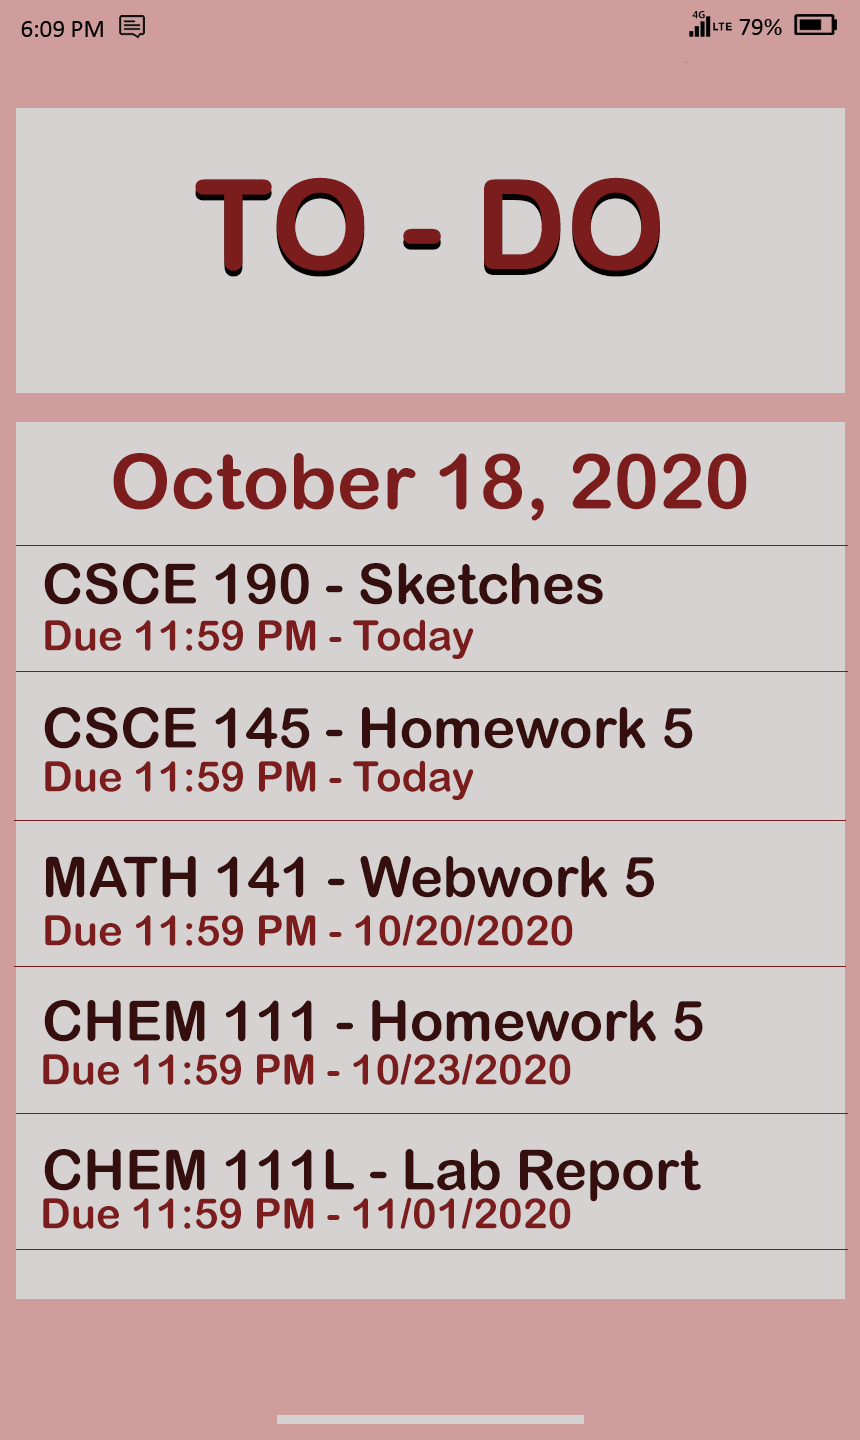 6:09 PM 4G LTE 79%
TO - DO
October 18, 2020
CSCE 190 - Sketches
Due 11:59 PM - Today
CSCE 145 - Homework 5
Due 11:59 PM - Today
MATH 141 - Webwork 5
Due 11:59 PM - 10/20/2020
CHEM 111 - Homework 5
Due 11:59 PM - 10/23/2020
CHEM 111L - Lab Report
Due 11:59 PM - 11/01/2020